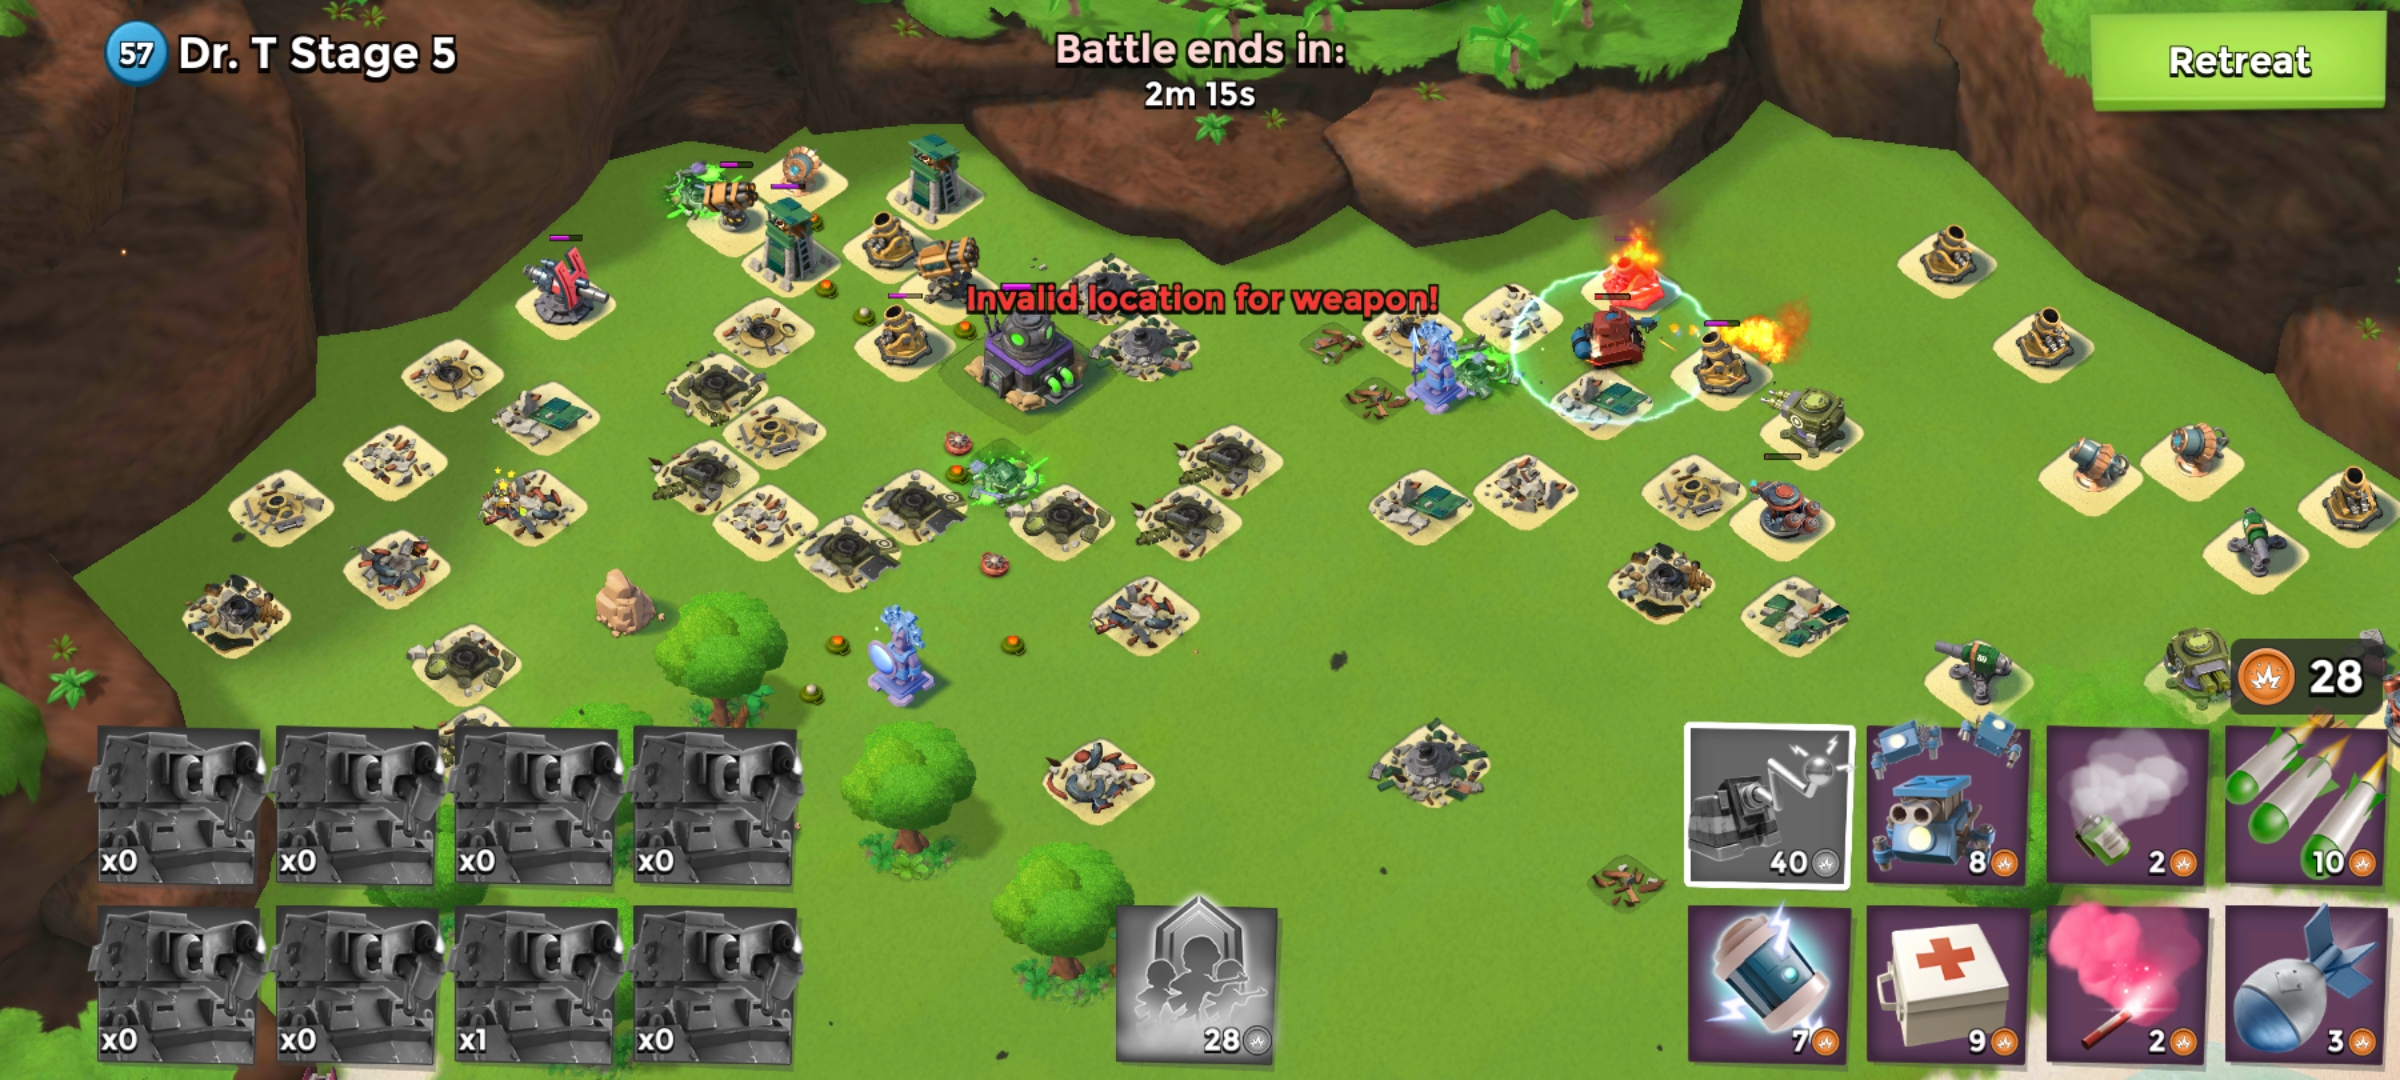 57 Dr. T Stage 5
Battle ends in:
2m 15s
Retreat
Invalid location for weapon!
28
x0
x0
x0
x0
40
8
2
10
x0
x0
x1
x0
28
7
9
2
3